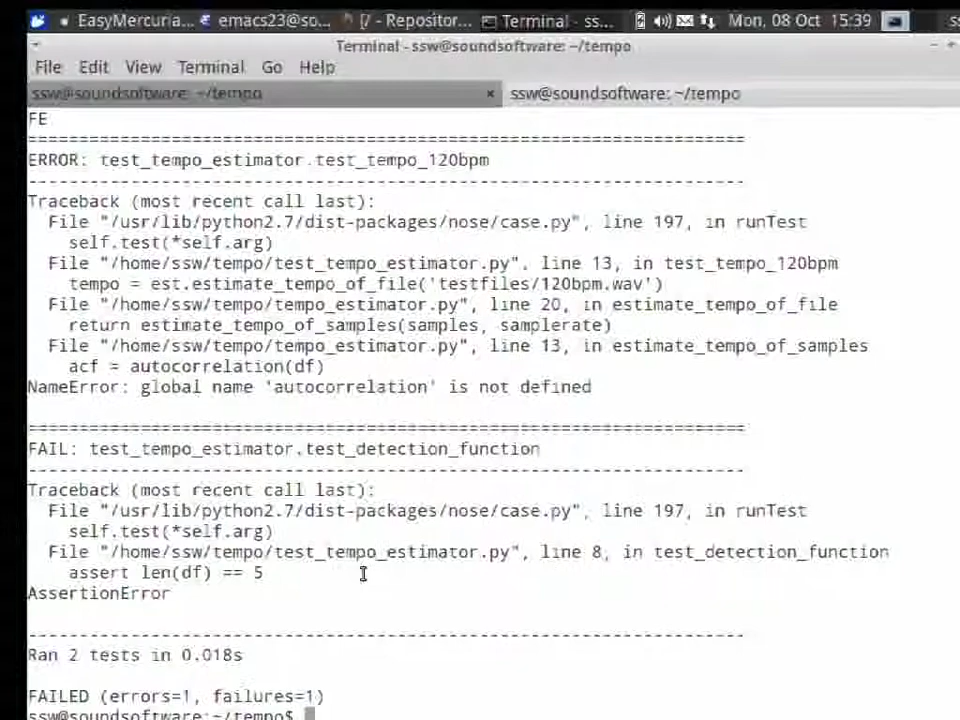 EasyMercuria... emacs23@so... [/ - Repositor... Terminal - ss... Mon, 08 Oct 15:39
Terminal - ssw@soundsoftware: ~/tempo
File Edit View Terminal Go Help
ssw@soundsoftware: ~/tempo × ssw@soundsoftware: ~/tempo
FE
======================================================================
ERROR: test_tempo_estimator.test_tempo_120bpm
----------------------------------------------------------------------
Traceback (most recent call last):
File "/usr/lib/python2.7/dist-packages/nose/case.py", line 197, in runTest
self.test(*self.arg)
File "/home/ssw/tempo/test_tempo_estimator.py", line 13, in test_tempo_120bpm
tempo = est.estimate_tempo_of_file('testfiles/120bpm.wav')
File "/home/ssw/tempo/tempo_estimator.py", line 20, in estimate_tempo_of_file
return estimate_tempo_of_samples(samples, samplerate)
File "/home/ssw/tempo/tempo_estimator.py", line 13, in estimate_tempo_of_samples
acf = autocorrelation(df)
NameError: global name 'autocorrelation' is not defined
======================================================================
FAIL: test_tempo_estimator.test_detection_function
----------------------------------------------------------------------
Traceback (most recent call last):
File "/usr/lib/python2.7/dist-packages/nose/case.py", line 197, in runTest
self.test(*self.arg)
File "/home/ssw/tempo/test_tempo_estimator.py", line 8, in test_detection_function
assert len(df) == 5
AssertionError
----------------------------------------------------------------------
Ran 2 tests in 0.018s
FAILED (errors=1, failures=1)
ssw@soundsoftware:~/tempo$